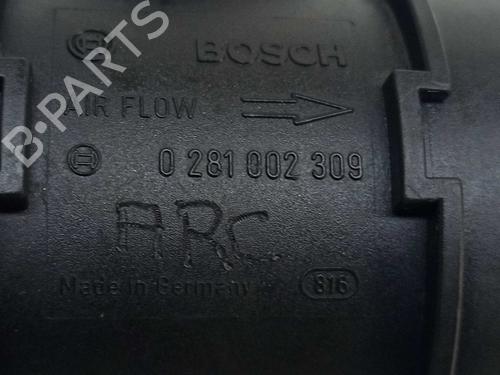 BOSCH
AIR FLOW
0 281 002 309
ARC
Made in Germany
816
B-PARTS